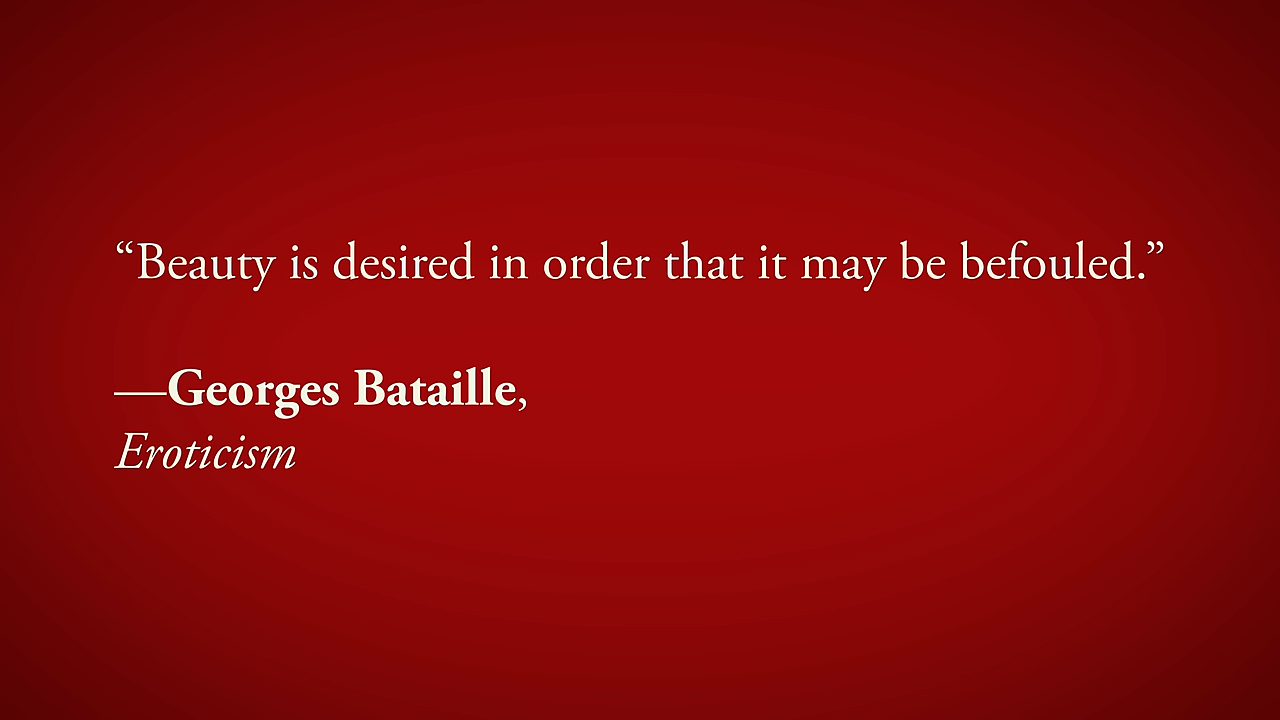 “Beauty is desired in order that it may be befouled.”
—Georges Bataille,
Eroticism